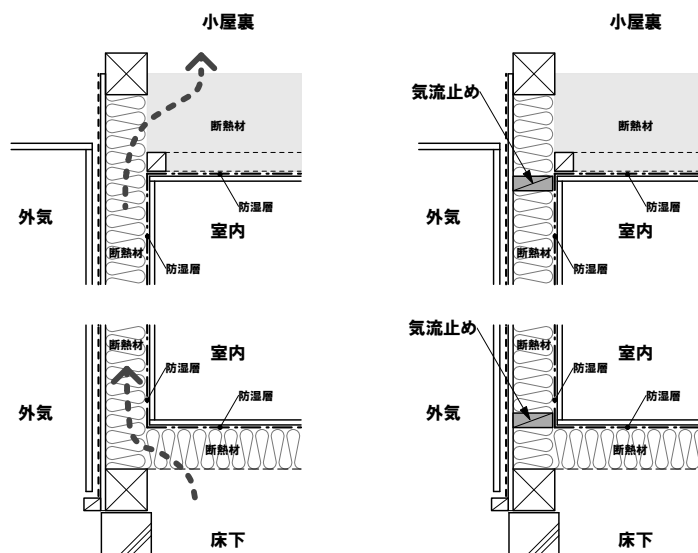 小屋裏
断熱材
防湿層
外気
室内
断熱材
防湿層
断熱材
室内
防湿層
防湿層
外気
断熱材
床下
小屋裏
気流止め
断熱材
防湿層
外気
室内
断熱材
防湿層
気流止め
断熱材
室内
防湿層
防湿層
外気
断熱材
床下